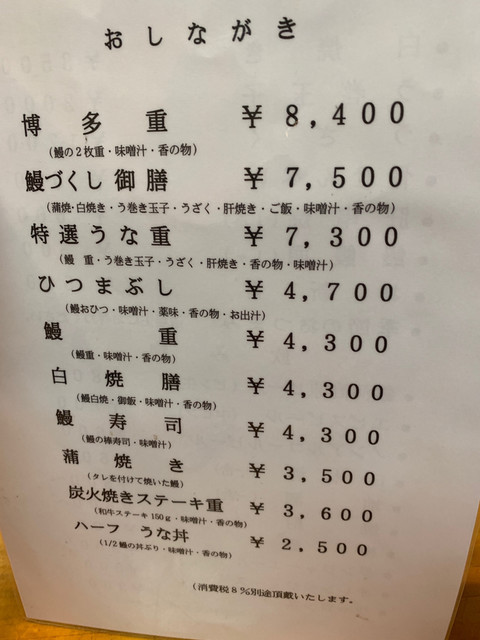 おしながき
博多重 ¥8,400
(鰻の2枚重・味噌汁・香の物)
鰻づくし御膳 ¥7,500
(蒲焼・白焼き・う巻き玉子・うざく・肝焼き・ご飯・味噌汁・香の物)
特選うな重 ¥7,300
(鰻 重・う巻き玉子・うざく・肝焼き・香の物・味噌汁)
ひつまぶし ¥4,700
(鰻おひつ・味噌汁・薬味・香の物・お出汁)
鰻重 ¥4,300
(鰻重・味噌汁・香の物)
白焼膳 ¥4,300
(鰻白焼・御飯・味噌汁・香の物)
鰻寿司 ¥4,300
(鰻の棒寿司・味噌汁)
蒲焼き ¥3,500
(タレを付けて焼いた鰻)
炭火焼きステーキ重 ¥3,600
(和牛ステーキ150g・味噌汁・香の物)
ハーフ うな丼 ¥2,500
(1/2鰻の丼ぶり・味噌汁・香の物)
(消費税8%別途頂戴いたします。